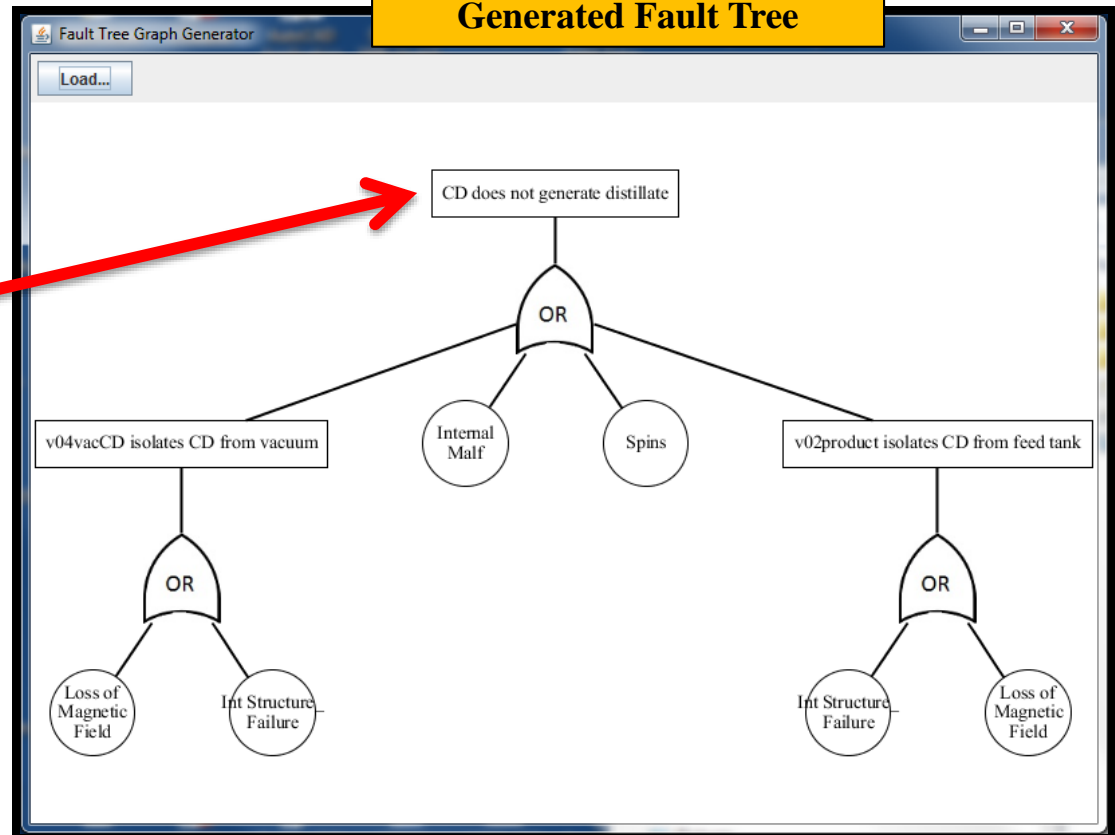 Generated Fault Tree
Fault Tree Graph Generator
Load...
CD does not generate distillate
OR
v04vacCD isolates CD from vacuum
Internal
Malf
Spins
v02product isolates CD from feed tank
OR
OR
Loss of
Magnetic
Field
Int Structure_
Failure
Int Structure_
Failure
Loss of
Magnetic
Field